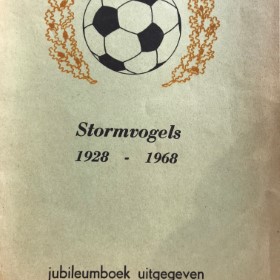 Stormvogels
1928 - 1968
jubileumboek uitgegeven